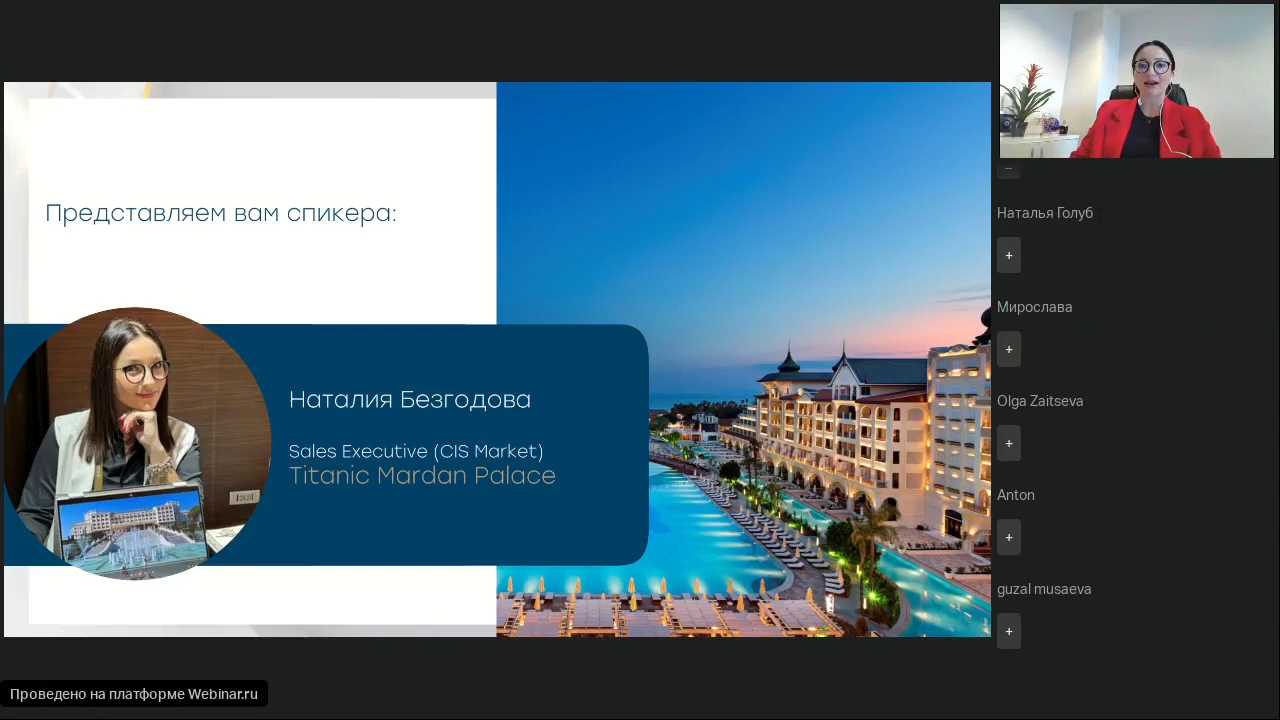 Представляем вам спикера:
Наталия Безгодова
Sales Executive (CIS Market)
Titanic Mardan Palace
Наталья Голуб
+
Мирослава
+
Olga Zaitseva
+
Anton
+
guzal musaeva
+
Проведено на платформе Webinar.ru